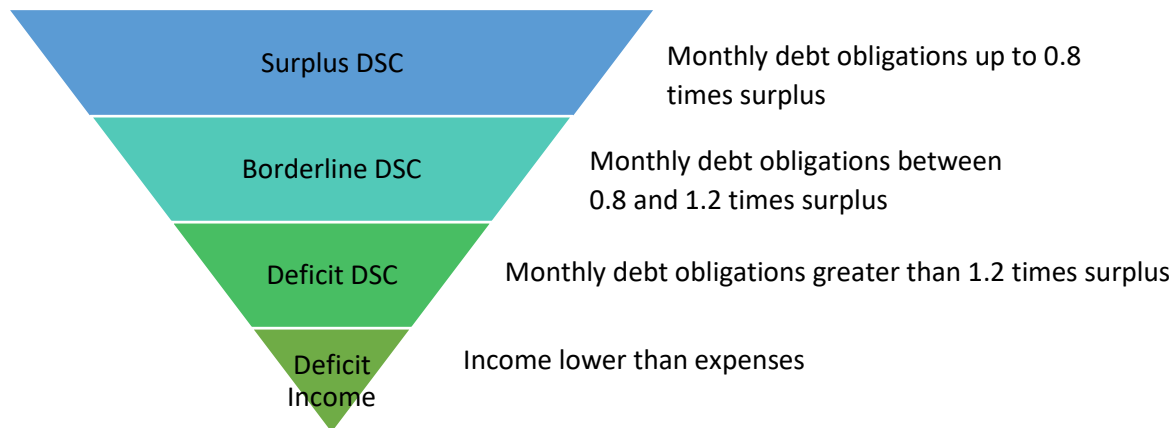 Surplus DSC
Monthly debt obligations up to 0.8
times surplus
Borderline DSC
Monthly debt obligations between
0.8 and 1.2 times surplus
Deficit DSC
Monthly debt obligations greater than 1.2 times surplus
Deficit
Income
Income lower than expenses